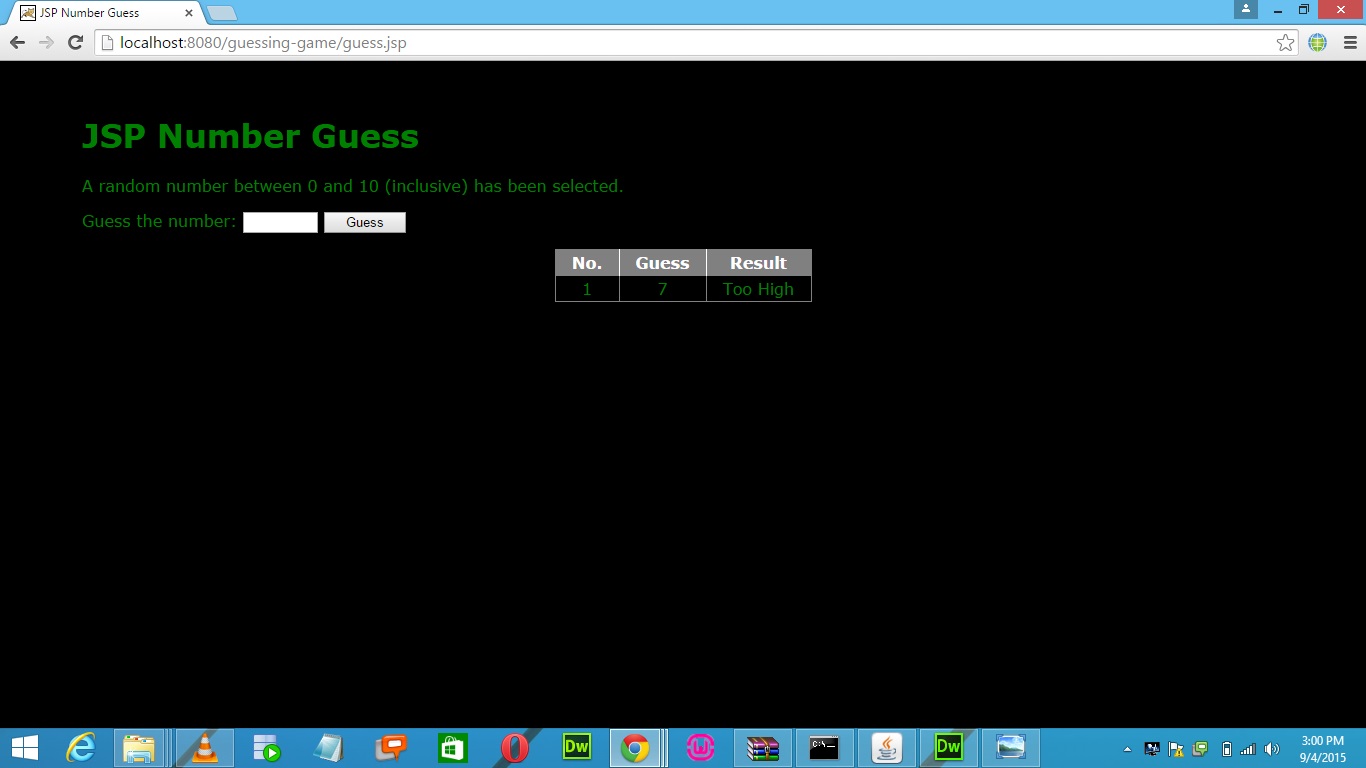 JSP Number Guess
localhost:8080/guessing-game/guess.jsp
JSP Number Guess
A random number between 0 and 10 (inclusive) has been selected.
Guess the number: Guess
No. Guess Result
1 7 Too High
Dw
Dw
3:00 PM
9/4/2015